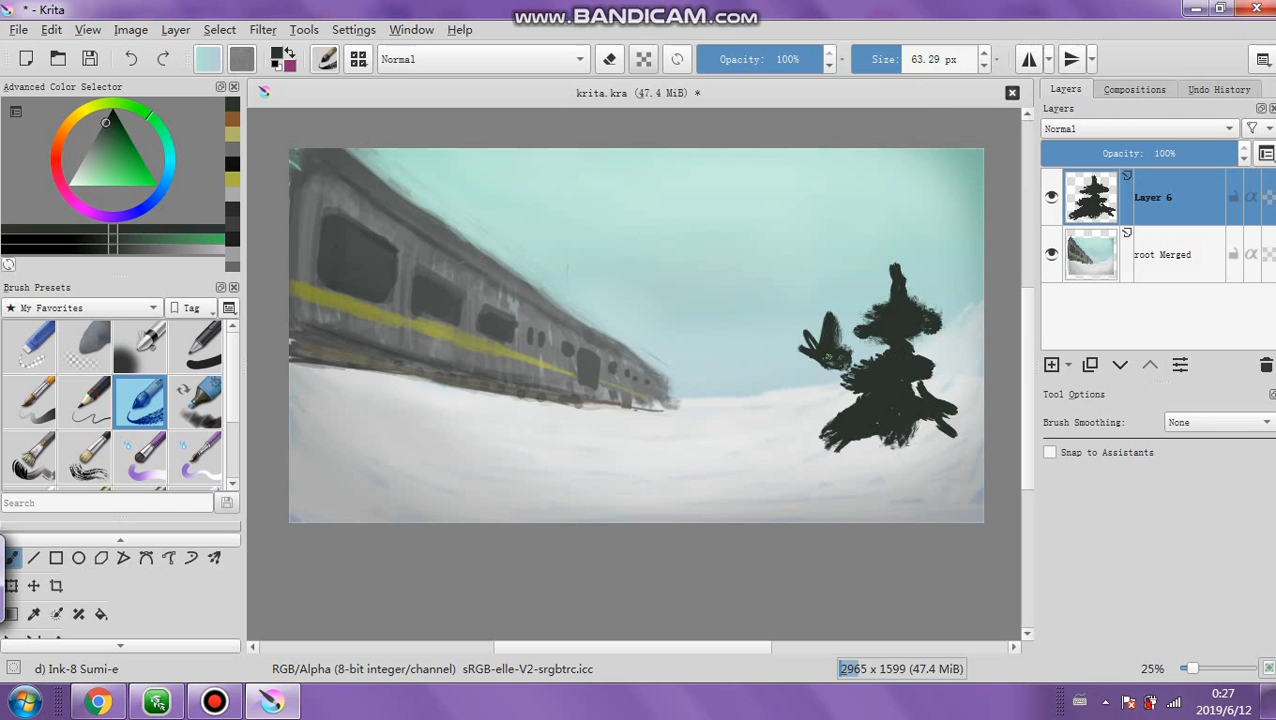 * - Krita
www.BANDICAM.com
File Edit View Image Layer Select Filter Tools Settings Window Help
Normal Opacity: 100% Size: 63.29 px
Advanced Color Selector
krita.kra (47.4 MiB) *
Layers Compositions Undo History
Layers
Normal
Opacity: 100%
Layer 6
root Merged
Brush Presets
My Favorites Tag
Search
Tool Options
Brush Smoothing: None
Snap to Assistants
d) Ink-8 Sumi-e RGB/Alpha (8-bit integer/channel) sRGB-elle-V2-srgbtrc.icc 2965 x 1599 (47.4 MiB) 25%
0:27
2019/6/12